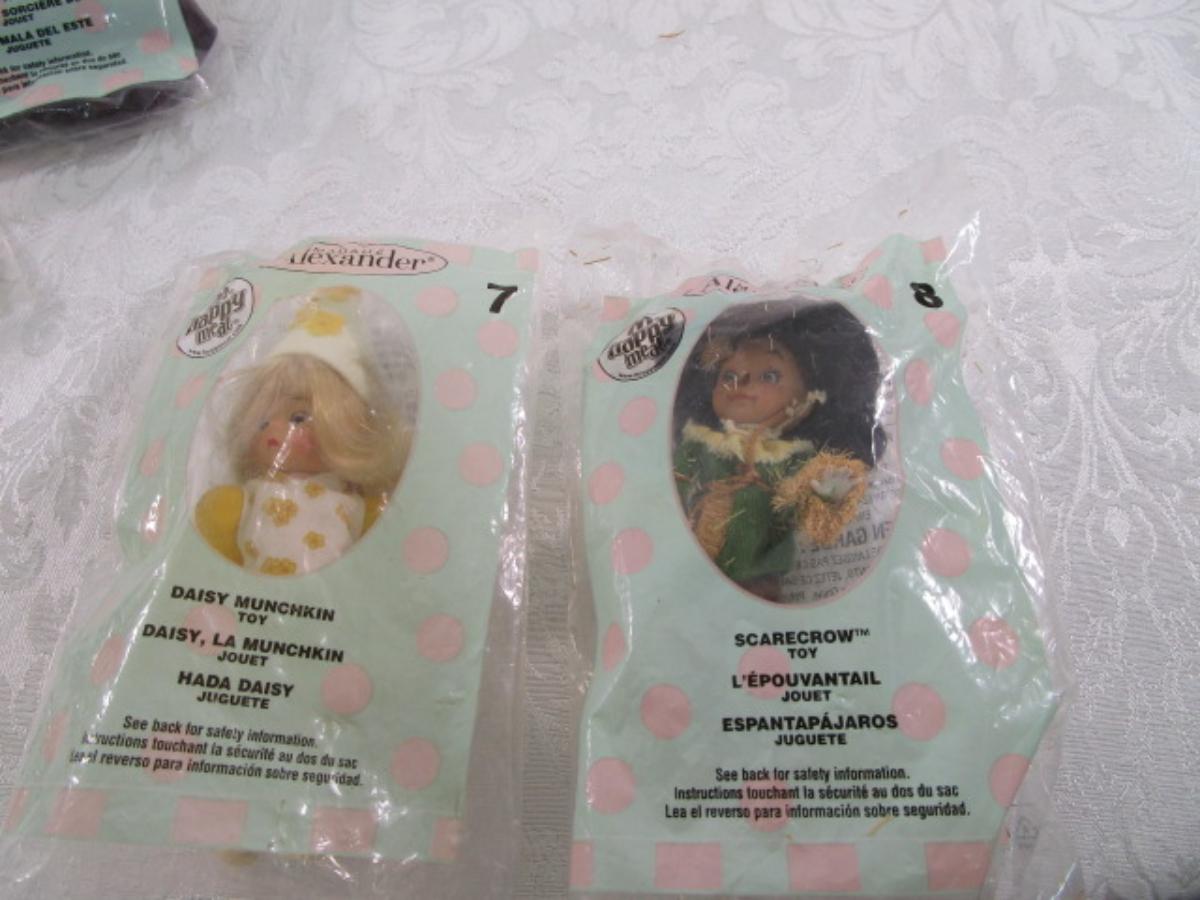 SORCIÈRE
JOUET
MALA DEL ESTE
JUGUETE
for safety information.
Alexander®
7
happy
meal
DAISY MUNCHKIN
TOY
DAISY, LA MUNCHKIN
JOUET
HADA DAISY
JUGUETE
See back for safety information.
Instructions touchant la sécurité au dos du sac
Lea el reverso para información sobre seguridad.
8
happy
meal
SCARECROW™
TOY
L'ÉPOUVANTAIL
JOUET
ESPANTAPÁJAROS
JUGUETE
See back for safety information.
Instructions touchant la sécurité au dos du sac
Lea el reverso para información sobre seguridad.